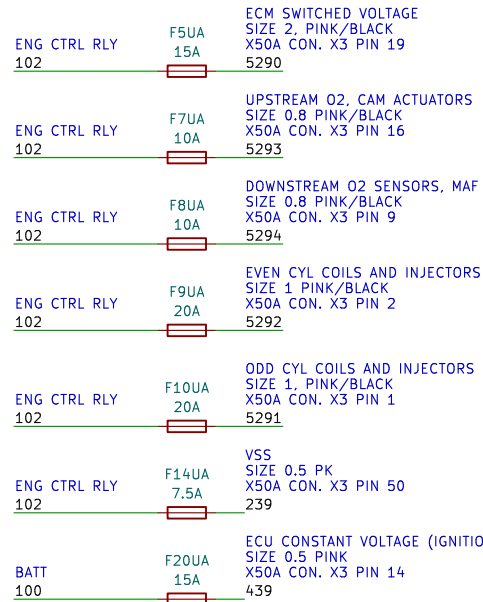 ECM SWITCHED VOLTAGE
SIZE 2, PINK/BLACK
ENG CTRL RLY F5UA X50A CON. X3 PIN 19
102 15A 5290
UPSTREAM O2, CAM ACTUATORS
SIZE 0.8 PINK/BLACK
ENG CTRL RLY F7UA X50A CON. X3 PIN 16
102 10A 5293
DOWNSTREAM O2 SENSORS, MAF
SIZE 0.8 PINK/BLACK
ENG CTRL RLY F8UA X50A CON. X3 PIN 9
102 10A 5294
EVEN CYL COILS AND INJECTORS
SIZE 1 PINK/BLACK
ENG CTRL RLY F9UA X50A CON. X3 PIN 2
102 20A 5292
ODD CYL COILS AND INJECTORS
SIZE 1, PINK/BLACK
ENG CTRL RLY F10UA X50A CON. X3 PIN 1
102 20A 5291
VSS
SIZE 0.5 PK
ENG CTRL RLY F14UA X50A CON. X3 PIN 50
102 7.5A 239
ECU CONSTANT VOLTAGE (IGNITIO
SIZE 0.5 PINK
BATT F20UA X50A CON. X3 PIN 14
100 15A 439